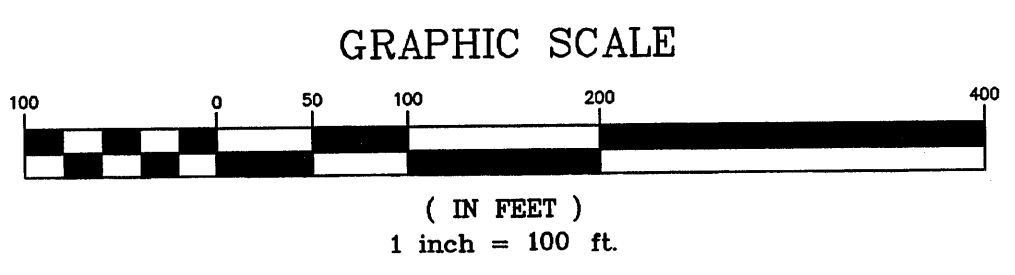 GRAPHIC SCALE
100 0 50 100 200 400
( IN FEET )
1 inch = 100 ft.